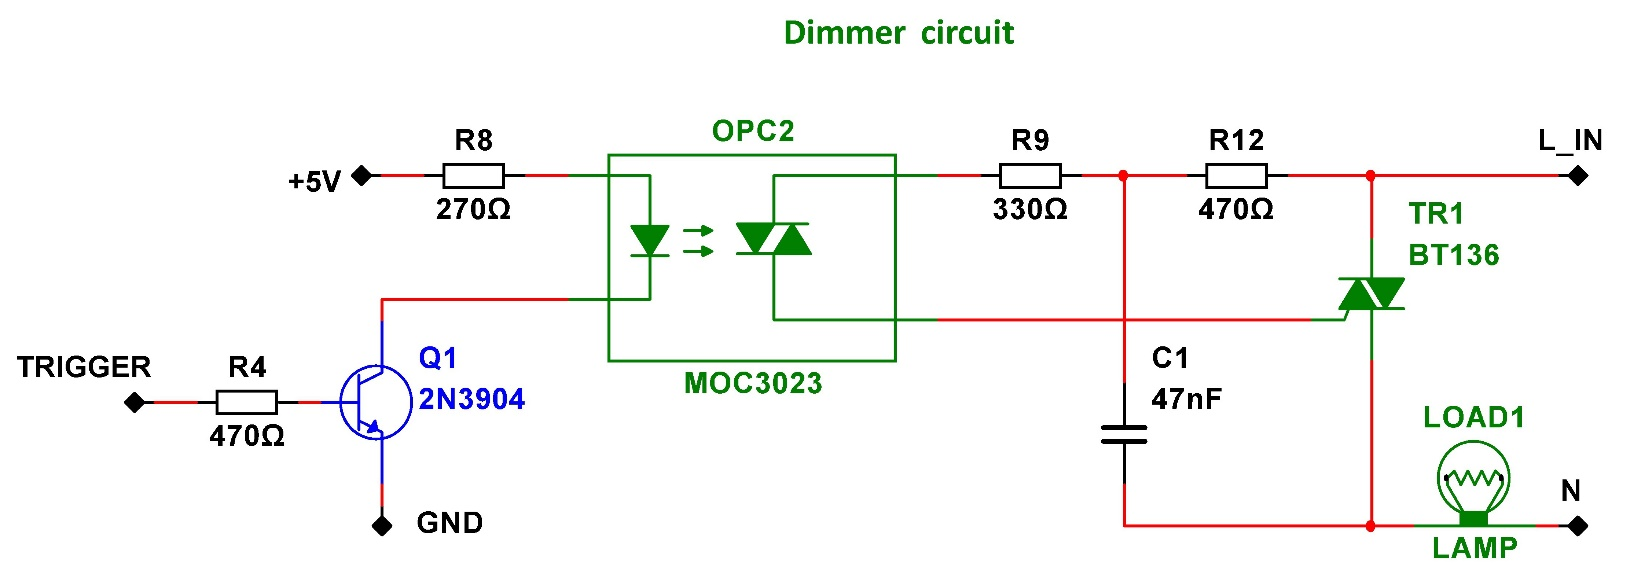 Dimmer circuit
OPC2
R8
R9
R12
L_IN
+5V
270Ω
330Ω
470Ω
TR1
BT136
TRIGGER
R4
Q1
2N3904
MOC3023
C1
47nF
470Ω
LOAD1
N
GND
LAMP